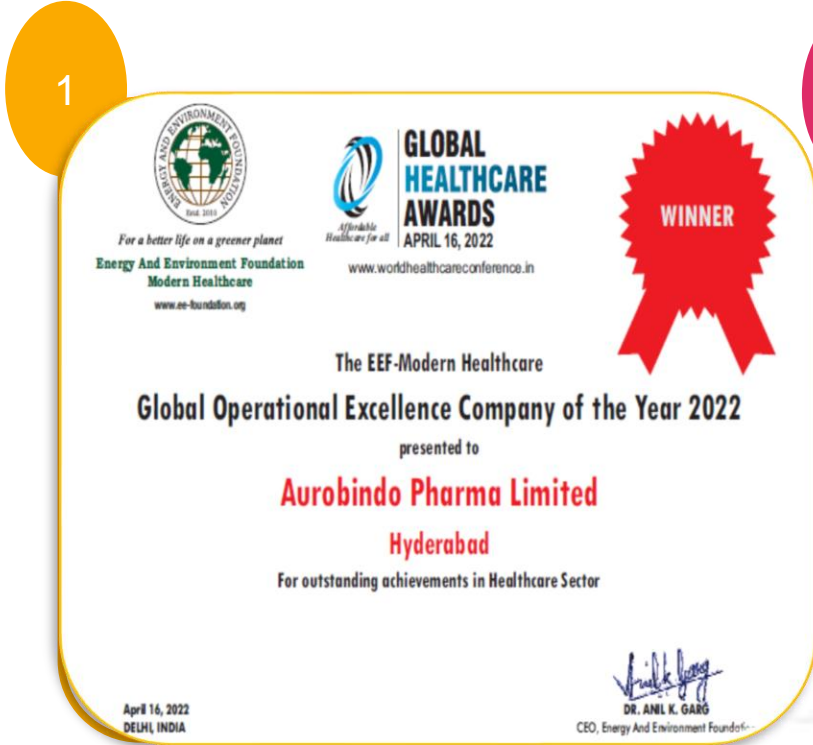 1
ENERGY AND ENVIRONMENT FOUNDATION
Estd. 2010
For a better life on a greener planet
Energy And Environment Foundation
Modern Healthcare
www.ee-foundation.org
Affordable
Healthcare for all
GLOBAL
HEALTHCARE
AWARDS
APRIL 16, 2022
www.worldhealthcareconference.in
WINNER
The EEF-Modern Healthcare
Global Operational Excellence Company of the Year 2022
presented to
Aurobindo Pharma Limited
Hyderabad
For outstanding achievements in Healthcare Sector
April 16, 2022
DELHI, INDIA
DR. ANIL K. GARG
CEO, Energy And Environment